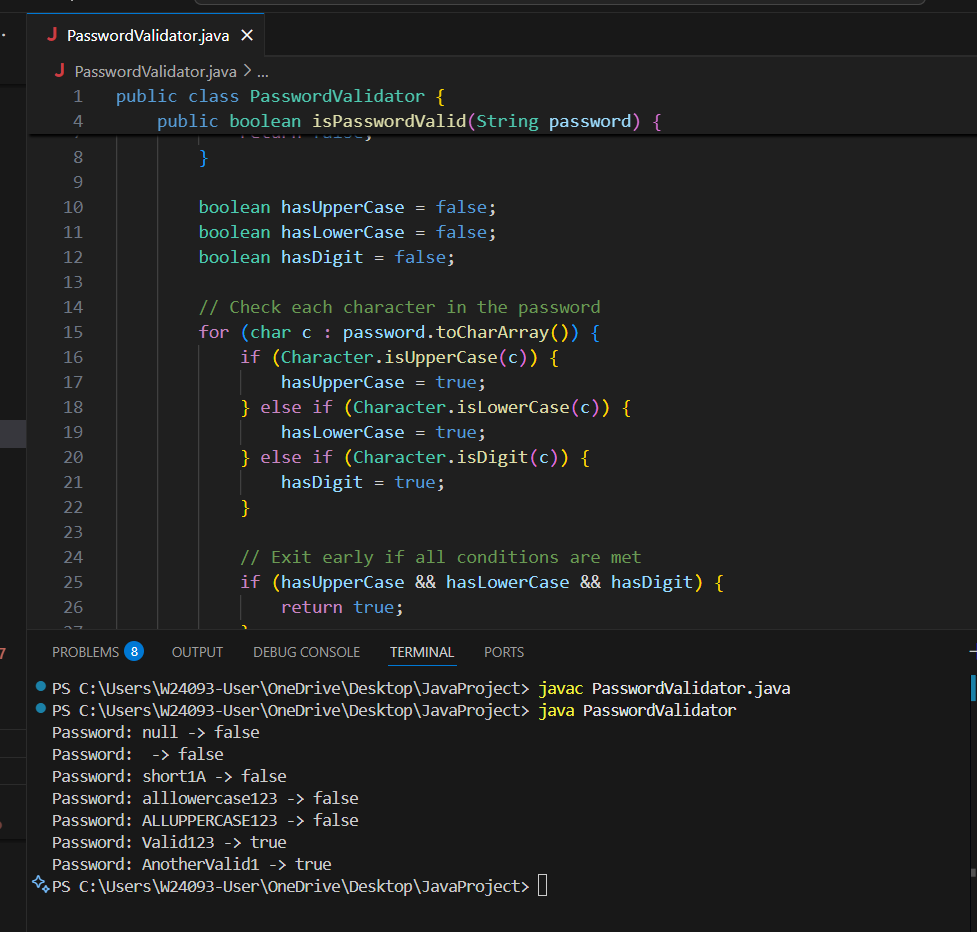 PasswordValidator.java
PasswordValidator.java > ...
1 public class PasswordValidator {
4 public boolean isPasswordValid(String password) {
return false;
8 }
9
10 boolean hasUpperCase = false;
11 boolean hasLowerCase = false;
12 boolean hasDigit = false;
13
14 // Check each character in the password
15 for (char c : password.toCharArray()) {
16 if (Character.isUpperCase(c)) {
17 hasUpperCase = true;
18 } else if (Character.isLowerCase(c)) {
19 hasLowerCase = true;
20 } else if (Character.isDigit(c)) {
21 hasDigit = true;
22 }
23
24 // Exit early if all conditions are met
25 if (hasUpperCase && hasLowerCase && hasDigit) {
26 return true;
27 }
PROBLEMS 8 OUTPUT DEBUG CONSOLE TERMINAL PORTS
PS C:\Users\W24093-User\OneDrive\Desktop\JavaProject> javac PasswordValidator.java
PS C:\Users\W24093-User\OneDrive\Desktop\JavaProject> java PasswordValidator
Password: null -> false
Password:  -> false
Password: short1A -> false
Password: alllowercase123 -> false
Password: ALLUPPERCASE123 -> false
Password: Valid123 -> true
Password: AnotherValid1 -> true
PS C:\Users\W24093-User\OneDrive\Desktop\JavaProject>